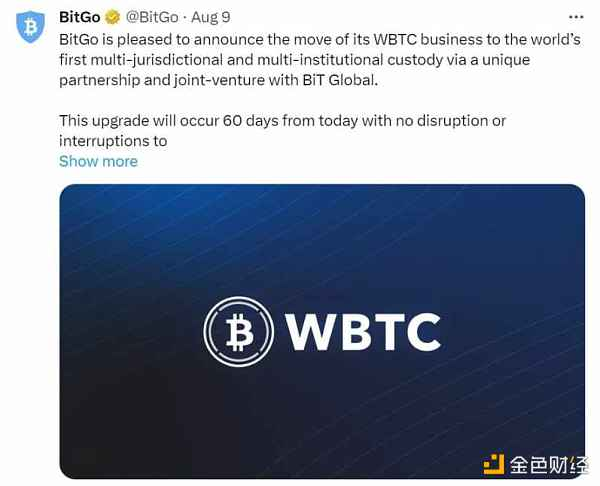 BitGo @BitGo · Aug 9 ...
BitGo is pleased to announce the move of its WBTC business to the world's
first multi-jurisdictional and multi-institutional custody via a unique
partnership and joint-venture with BiT Global.
This upgrade will occur 60 days from today with no disruption or
interruptions to
Show more
WBTC
金色财经